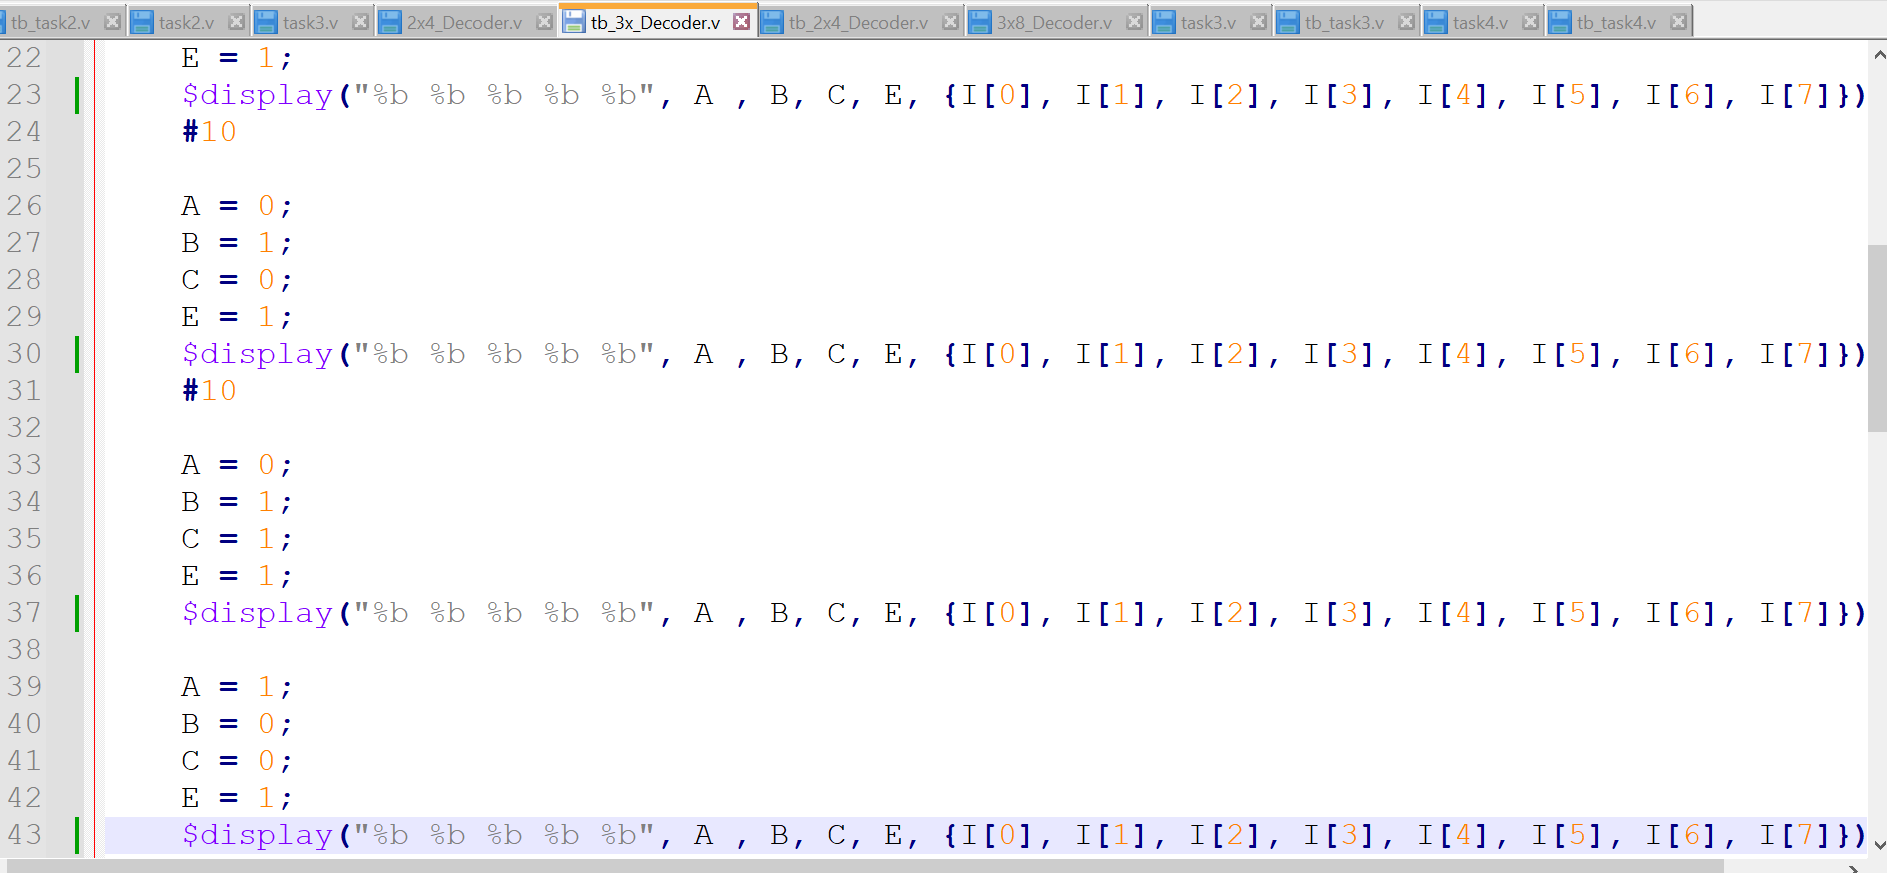 tb_task2.v task2.v task3.v 2x4_Decoder.v tb_3x_Decoder.v tb_2x4_Decoder.v 3x8_Decoder.v task3.v tb_task3.v task4.v tb_task4.v
22 E = 1;
23 $display("%b %b %b %b %b", A , B, C, E, {I[0], I[1], I[2], I[3], I[4], I[5], I[6], I[7]})
24 #10
25
26 A = 0;
27 B = 1;
28 C = 0;
29 E = 1;
30 $display("%b %b %b %b %b", A , B, C, E, {I[0], I[1], I[2], I[3], I[4], I[5], I[6], I[7]})
31 #10
32
33 A = 0;
34 B = 1;
35 C = 1;
36 E = 1;
37 $display("%b %b %b %b %b", A , B, C, E, {I[0], I[1], I[2], I[3], I[4], I[5], I[6], I[7]})
38
39 A = 1;
40 B = 0;
41 C = 0;
42 E = 1;
43 $display("%b %b %b %b %b", A , B, C, E, {I[0], I[1], I[2], I[3], I[4], I[5], I[6], I[7]})